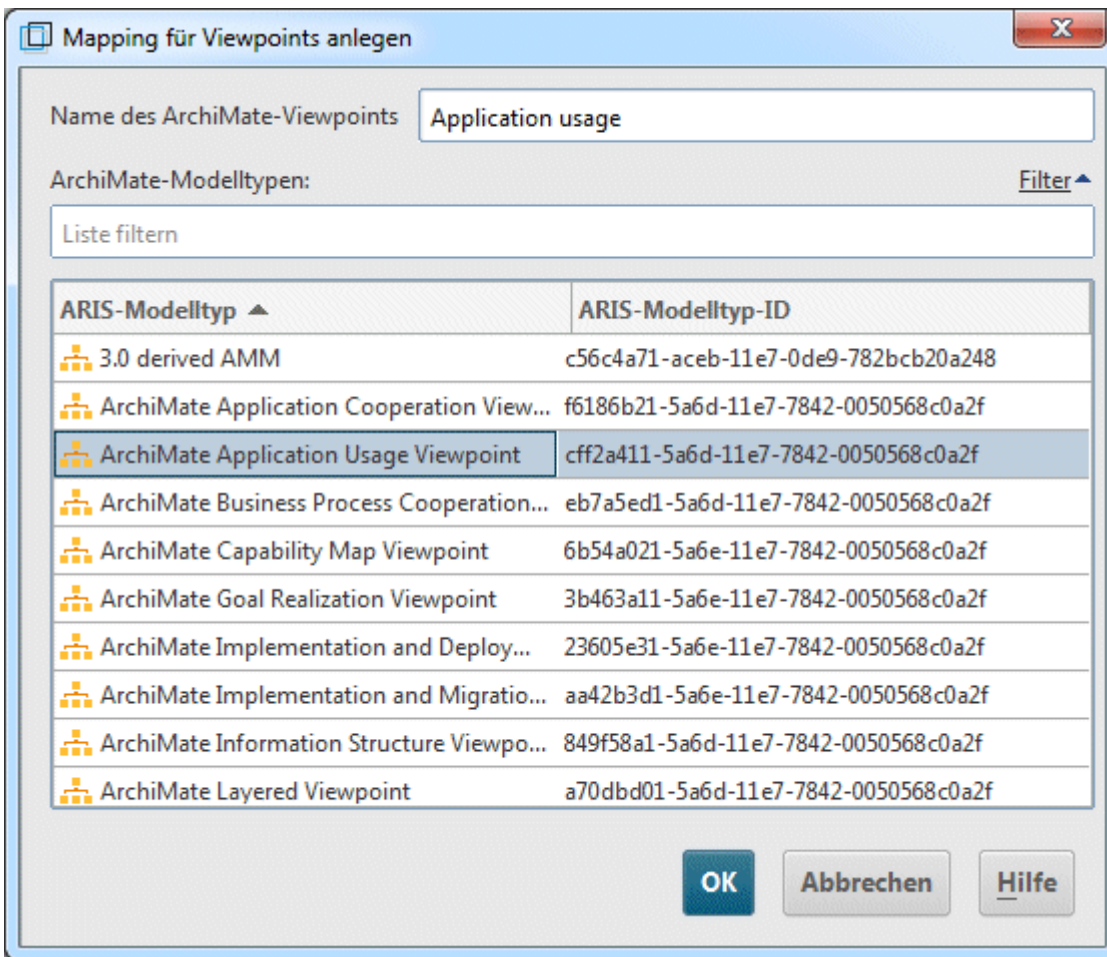 Mapping für Viewpoints anlegen
Name des ArchiMate-Viewpoints Application usage
ArchiMate-Modelltypen: Filter
Liste filtern
ARIS-Modelltyp ARIS-Modelltyp-ID
3.0 derived AMM c56c4a71-aceb-11e7-0de9-782bcb20a248
ArchiMate Application Cooperation View... f6186b21-5a6d-11e7-7842-0050568c0a2f
ArchiMate Application Usage Viewpoint cff2a411-5a6d-11e7-7842-0050568c0a2f
ArchiMate Business Process Cooperation... eb7a5ed1-5a6d-11e7-7842-0050568c0a2f
ArchiMate Capability Map Viewpoint 6b54a021-5a6e-11e7-7842-0050568c0a2f
ArchiMate Goal Realization Viewpoint 3b463a11-5a6e-11e7-7842-0050568c0a2f
ArchiMate Implementation and Deploy... 23605e31-5a6e-11e7-7842-0050568c0a2f
ArchiMate Implementation and Migratio... aa42b3d1-5a6e-11e7-7842-0050568c0a2f
ArchiMate Information Structure Viewpo... 849f58a1-5a6d-11e7-7842-0050568c0a2f
ArchiMate Layered Viewpoint a70dbd01-5a6d-11e7-7842-0050568c0a2f
OK Abbrechen Hilfe